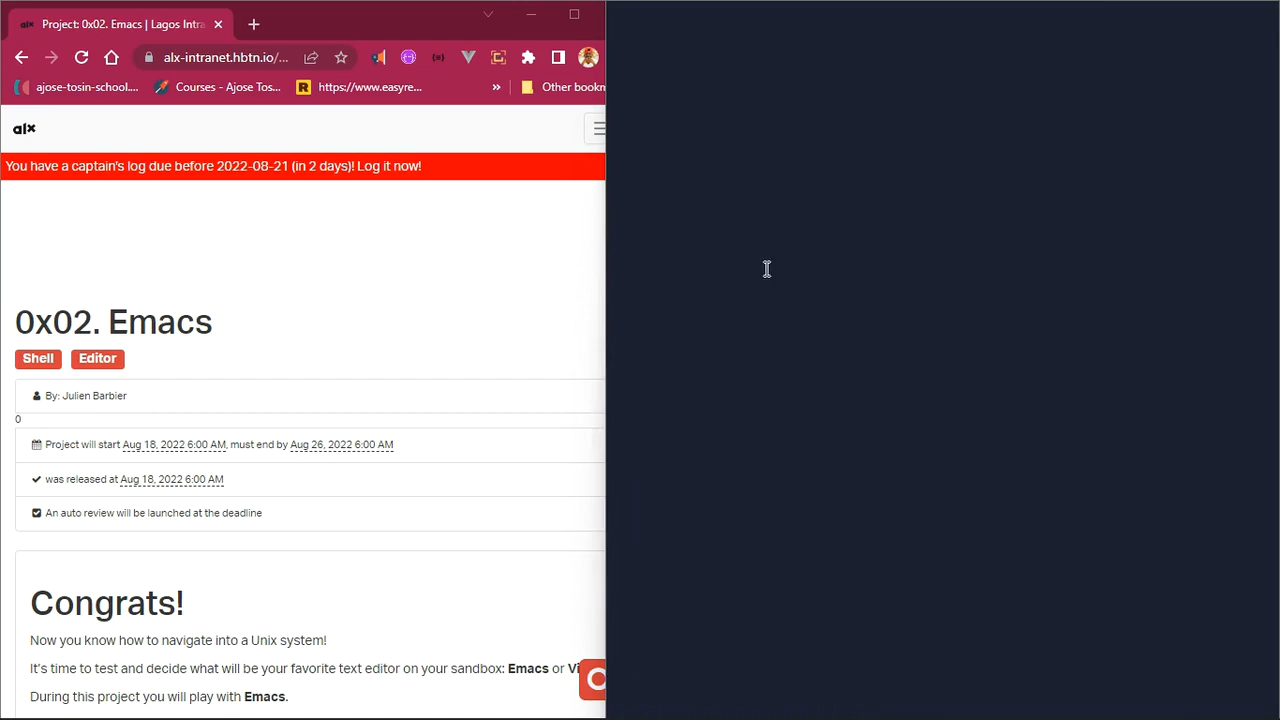 alx Project: 0x02. Emacs | Lagos Intra
alx-intranet.hbtn.io/...
ajose-tosin-school.... Courses - Ajose Tos... R https://www.easyre... » Other bookn
alx
You have a captain's log due before 2022-08-21 (in 2 days)! Log it now!
0x02. Emacs
Shell Editor
By: Julien Barbier
0
Project will start Aug 18, 2022 6:00 AM, must end by Aug 26, 2022 6:00 AM
was released at Aug 18, 2022 6:00 AM
An auto review will be launched at the deadline
Congrats!
Now you know how to navigate into a Unix system!
It's time to test and decide what will be your favorite text editor on your sandbox: Emacs or Vi
During this project you will play with Emacs.